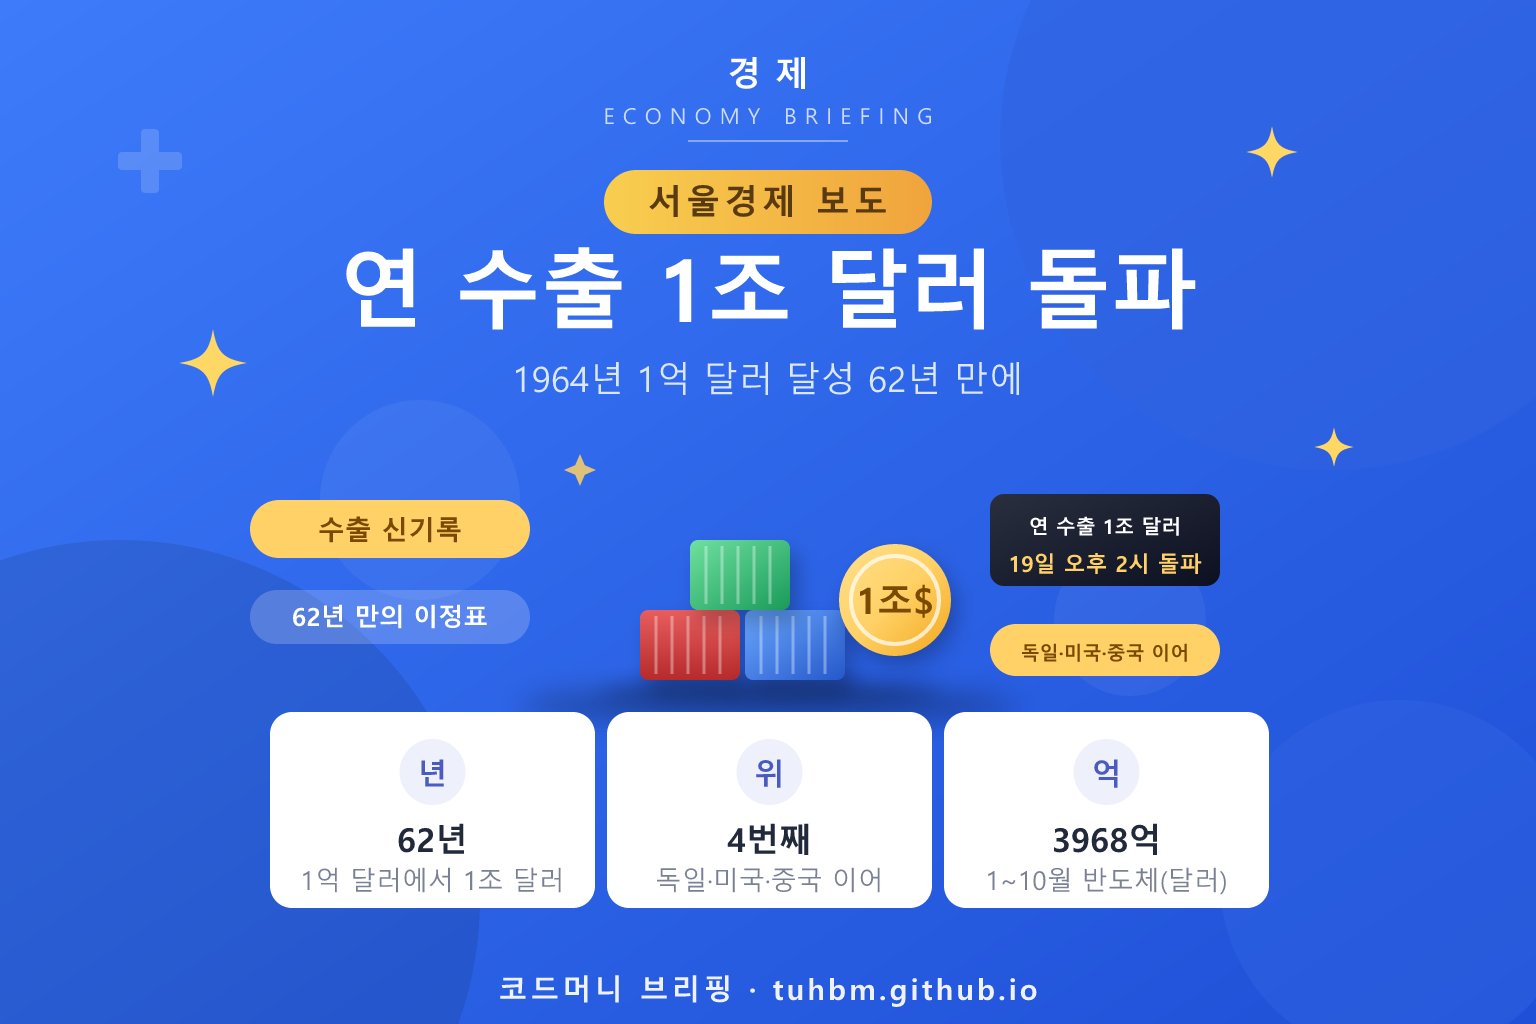 경제
ECONOMY BRIEFING
서울경제 보도
연 수출 1조 달러 돌파
1964년 1억 달러 달성 62년 만에
수출 신기록
62년 만의 이정표
1조$
연 수출 1조 달러
19일 오후 2시 돌파
독일·미국·중국 이어
년
62년
1억 달러에서 1조 달러
위
4번째
독일·미국·중국 이어
억
3968억
1~10월 반도체(달러)
코드머니 브리핑 · tuhbm.github.io